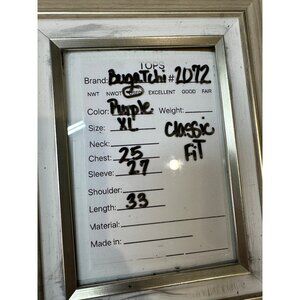 TOPS
Brand: Bugatchi #2072
NWT NWOT EXCELLENT GOOD FAIR
Color: Purple Weight:
Size: XL
Classic
FiT
Neck:
Chest: 25
Sleeve: 27
Shoulder:
Length: 33
Material:
Made in: